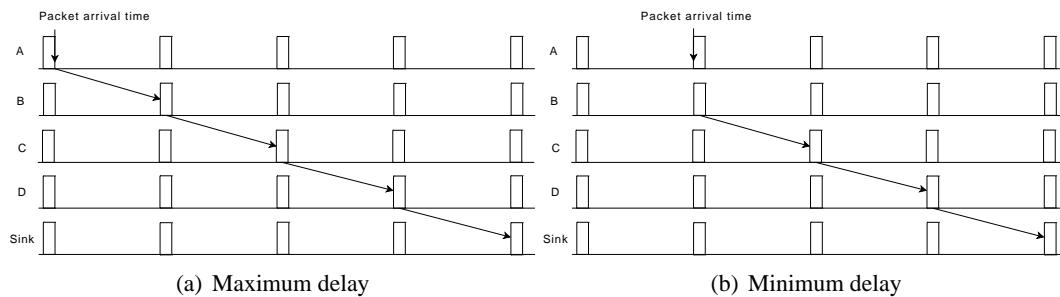 Packet arrival time
A
B
C
D
Sink
(a) Maximum delay
Packet arrival time
A
B
C
D
Sink
(b) Minimum delay